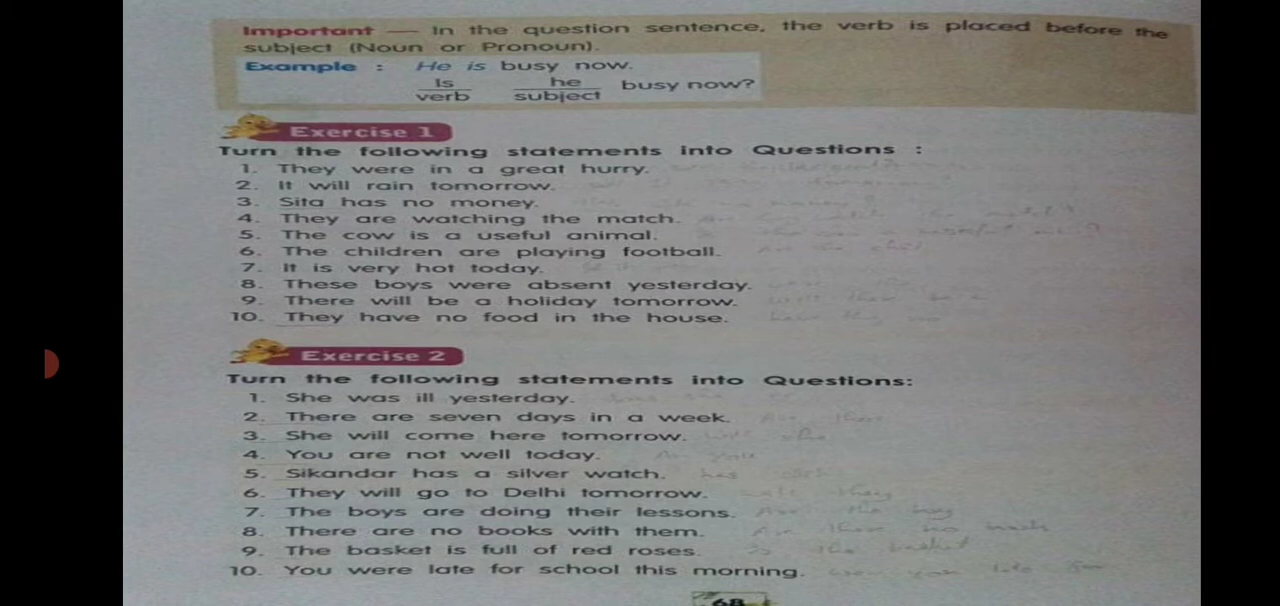 Important — In the question sentence, the verb is placed before the
subject (Noun or Pronoun).
Example : He is busy now.
Is he busy now?
verb subject
Exercise 1
Turn the following statements into Questions :
1. They were in a great hurry.
2. It will rain tomorrow.
3. Sita has no money.
4. They are watching the match.
5. The cow is a useful animal.
6. The children are playing football.
7. It is very hot today.
8. These boys were absent yesterday.
9. There will be a holiday tomorrow.
10. They have no food in the house.
Exercise 2
Turn the following statements into Questions:
1. She was ill yesterday.
2. There are seven days in a week.
3. She will come here tomorrow.
4. You are not well today.
5. Sikandar has a silver watch.
6. They will go to Delhi tomorrow.
7. The boys are doing their lessons.
8. There are no books with them.
9. The basket is full of red roses.
10. You were late for school this morning.
68